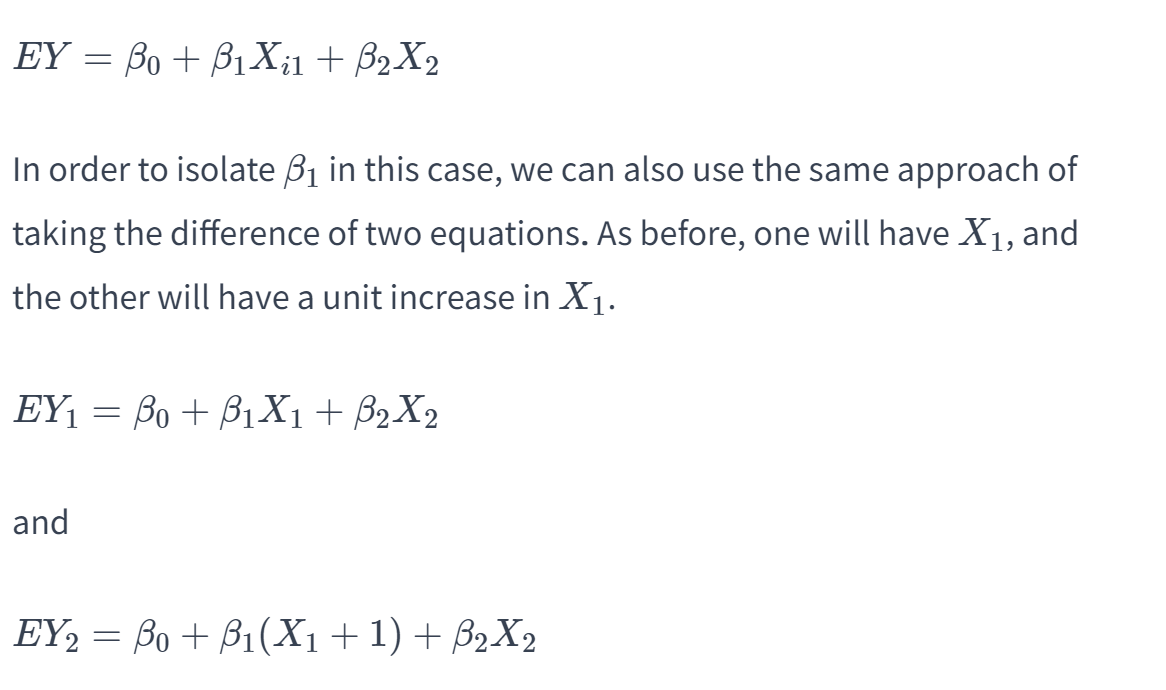 EY = β₀ + β₁Xᵢ₁ + β₂X₂
In order to isolate β₁ in this case, we can also use the same approach of
taking the difference of two equations. As before, one will have X₁, and
the other will have a unit increase in X₁.
EY₁ = β₀ + β₁X₁ + β₂X₂
and
EY₂ = β₀ + β₁(X₁ + 1) + β₂X₂